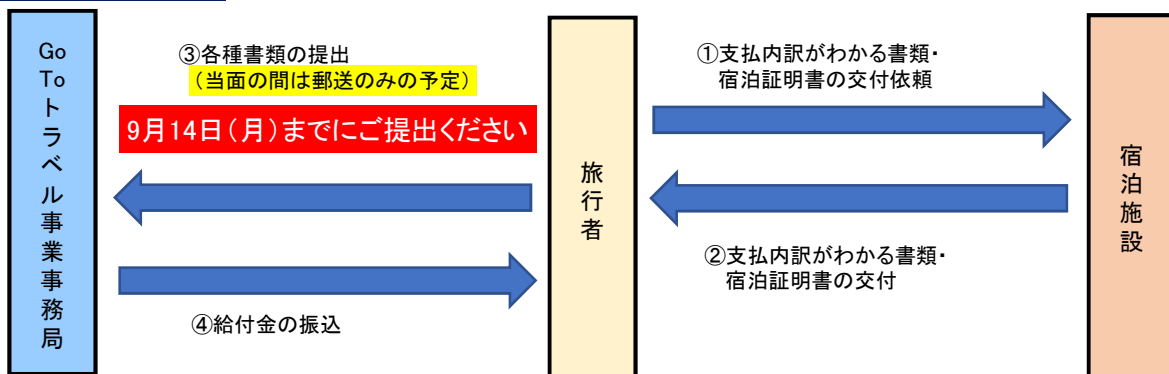 Go
To
トラベル事業事務局
③各種書類の提出
（当面の間は郵送のみの予定）
9月14日（月）までにご提出ください
④給付金の振込
旅行者
①支払内訳がわかる書類・
宿泊証明書の交付依頼
②支払内訳がわかる書類・
宿泊証明書の交付
宿泊施設